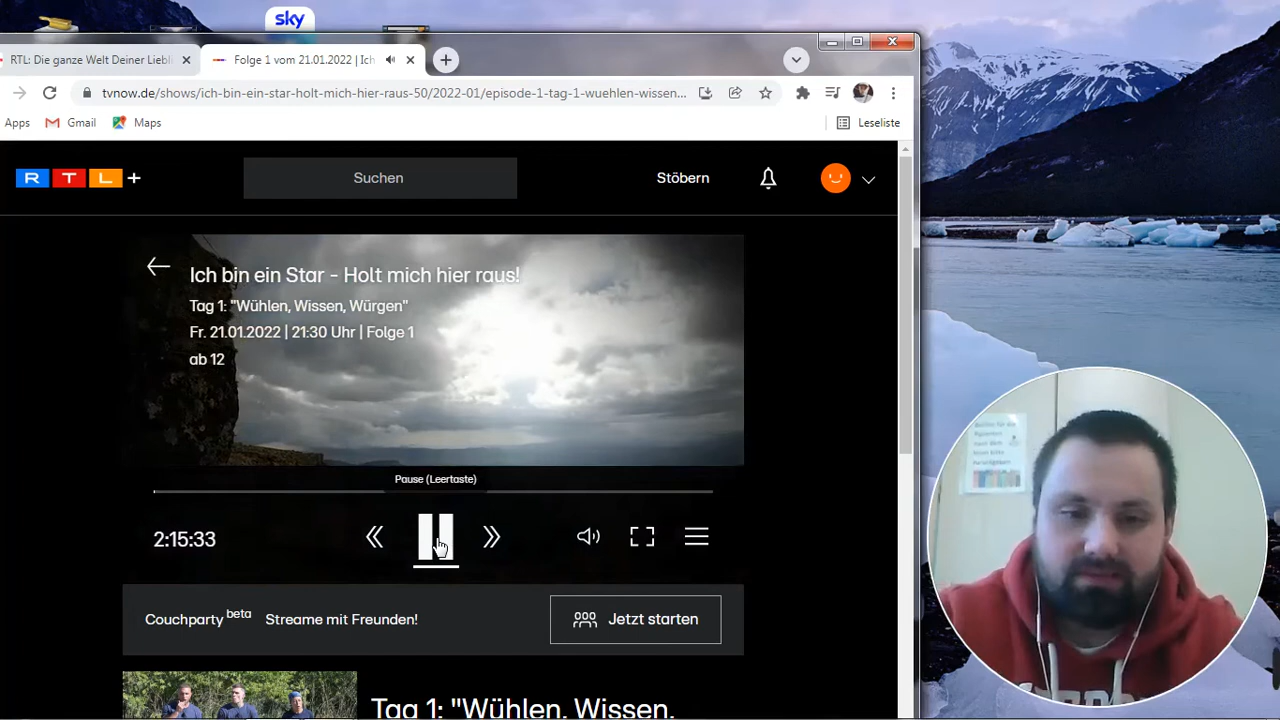 sky
RTL: Die ganze Welt Deiner Liebli
Folge 1 vom 21.01.2022 | Ich
tvnow.de/shows/ich-bin-ein-star-holt-mich-hier-raus-50/2022-01/episode-1-tag-1-wuehlen-wissen...
Apps
Gmail
Maps
Leseliste
R T L +
Suchen
Stöbern
Ich bin ein Star - Holt mich hier raus!
Tag 1: "Wühlen, Wissen, Würgen"
Fr. 21.01.2022 | 21:30 Uhr | Folge 1
ab 12
Pause (Leertaste)
2:15:33
Couchparty beta Streame mit Freunden!
Jetzt starten
Tag 1: "Wühlen, Wissen,